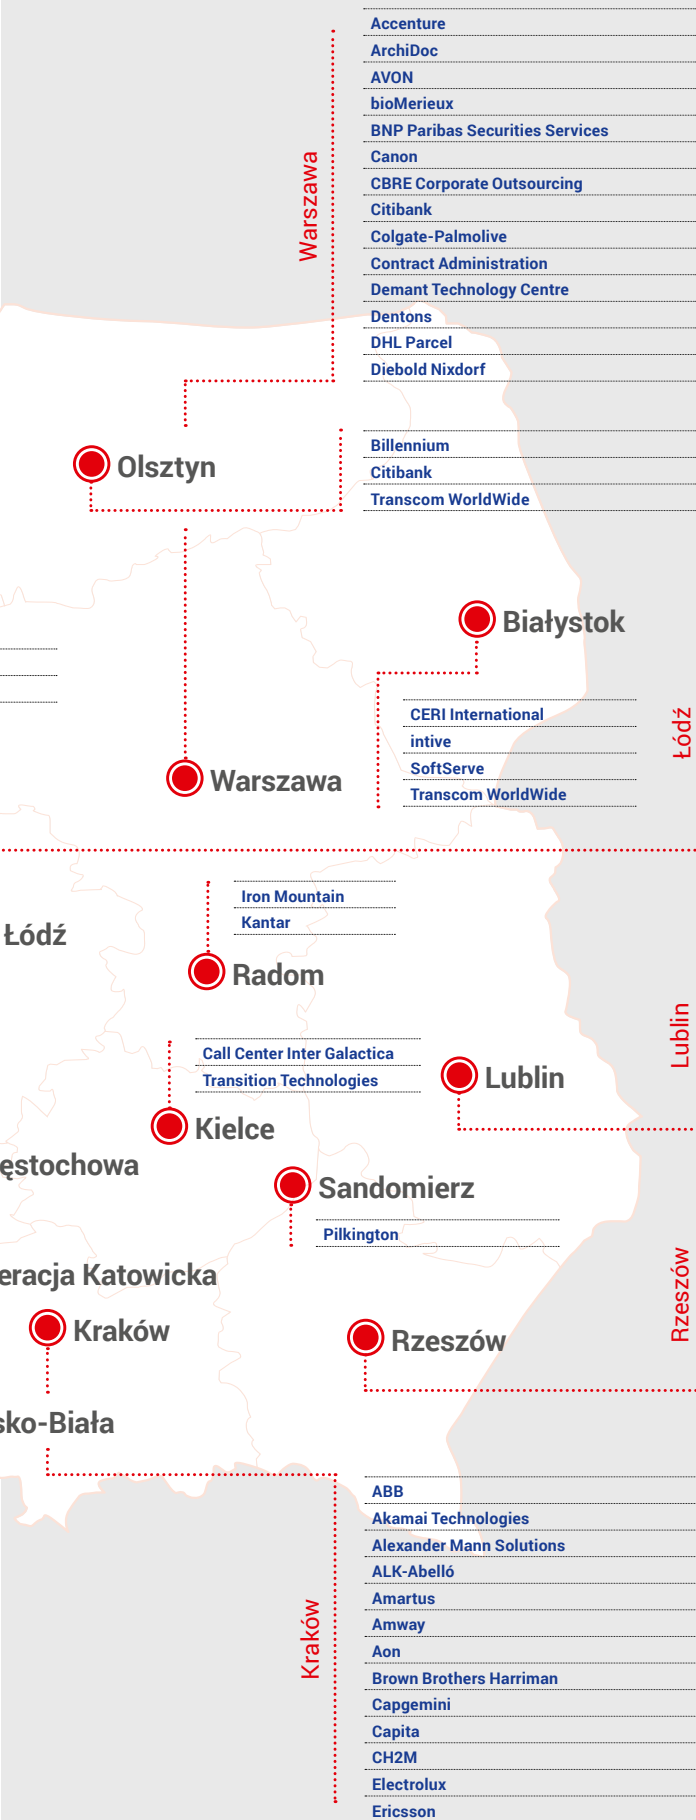 Warszawa
Accenture
ArchiDoc
AVON
bioMerieux
BNP Paribas Securities Services
Canon
CBRE Corporate Outsourcing
Citibank
Colgate-Palmolive
Contract Administration
Demant Technology Centre
Dentons
DHL Parcel
Diebold Nixdorf
Olsztyn
Billennium
Citibank
Transcom WorldWide
Białystok
CERI International
intive
SoftServe
Transcom WorldWide
Łódź
Warszawa
Iron Mountain
Kantar
Łódź
Radom
Call Center Inter Galactica
Transition Technologies
Lublin
Lublin
Kielce
ęstochowa
Sandomierz
Pilkington
eracja Katowicka
Kraków
Rzeszów
Rzeszów
sko-Biała
Kraków
ABB
Akamai Technologies
Alexander Mann Solutions
ALK-Abelló
Amartus
Amway
Aon
Brown Brothers Harriman
Capgemini
Capita
CH2M
Electrolux
Ericsson